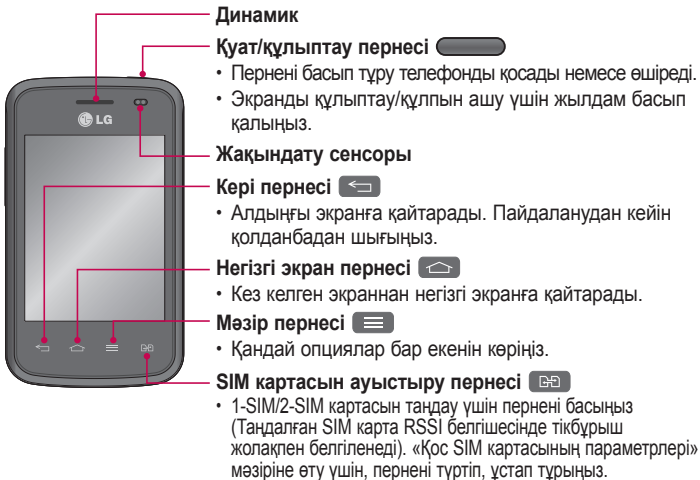 Динамик
Қуат/құлыптау пернесі
• Пернені басып тұру телефонды қосады немесе өшіреді.
• Экранды құлыптау/құлпын ашу үшін жылдам басып
қалыңыз.
LG
Жақындату сенсоры
Кері пернесі
• Алдыңғы экранға қайтарады. Пайдаланудан кейін
қолданбадан шығыңыз.
Негізгі экран пернесі
• Кез келген экраннан негізгі экранға қайтарады.
Мәзір пернесі
• Қандай опциялар бар екенін көріңіз.
SIM картасын ауыстыру пернесі
• 1-SIM/2-SIM картасын таңдау үшін пернені басыңыз
(Таңдалған SIM карта RSSI белгішесінде тікбұрыш
жолақпен белгіленеді). «Қос SIM картасының параметрлері»
мәзіріне өту үшін, пернені түртіп, ұстап тұрыңыз.